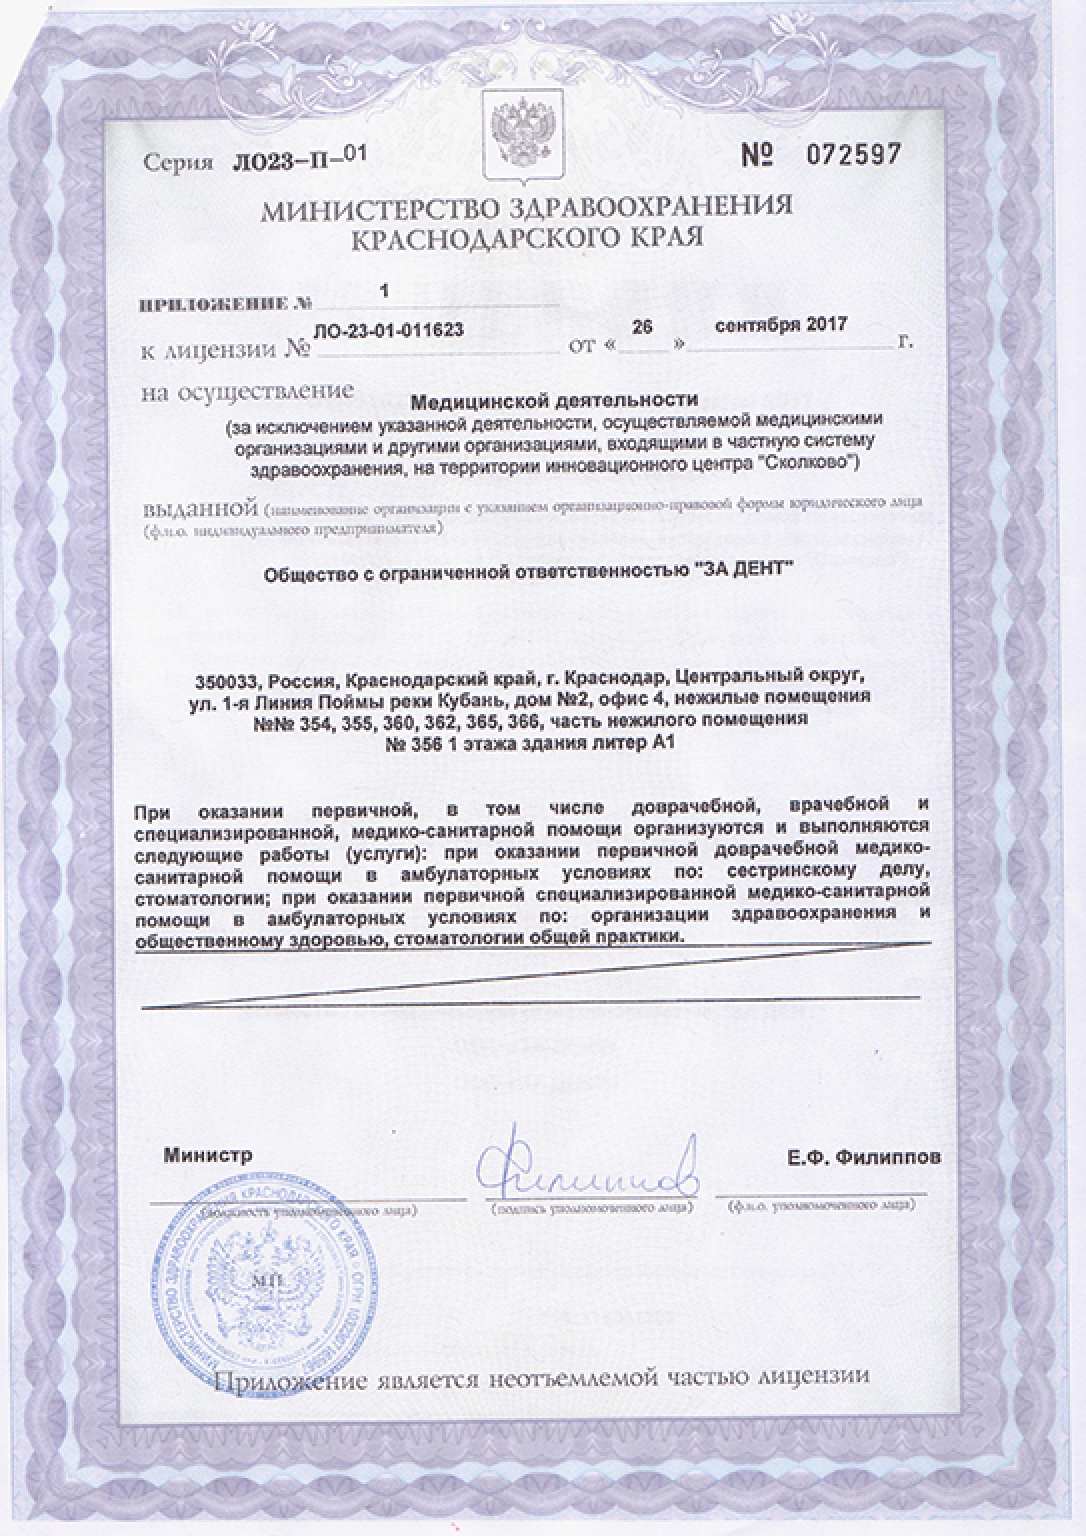 Серия ЛО23-П-01 № 072597
МИНИСТЕРСТВО ЗДРАВООХРАНЕНИЯ
КРАСНОДАРСКОГО КРАЯ
ПРИЛОЖЕНИЕ № 1
к лицензии № ЛО-23-01-011623 от « 26 » сентября 2017 г.
на осуществление Медицинской деятельности
(за исключением указанной деятельности, осуществляемой медицинскими
организациями и другими организациями, входящими в частную систему
здравоохранения, на территории инновационного центра "Сколково")
выданной (наименование организации с указанием организационно-правовой формы юридического лица
(ф.и.о. индивидуального предпринимателя)
Общество с ограниченной ответственностью "ЗА ДЕНТ"
350033, Россия, Краснодарский край, г. Краснодар, Центральный округ,
ул. 1-я Линия Поймы реки Кубань, дом №2, офис 4, нежилые помещения
№№ 354, 355, 360, 362, 365, 366, часть нежилого помещения
№ 356 1 этажа здания литер А1
При оказании первичной, в том числе доврачебной, врачебной и
специализированной, медико-санитарной помощи организуются и выполняются
следующие работы (услуги): при оказании первичной доврачебной медико-
санитарной помощи в амбулаторных условиях по: сестринскому делу,
стоматологии; при оказании первичной специализированной медико-санитарной
помощи в амбулаторных условиях по: организации здравоохранения и
общественному здоровью, стоматологии общей практики.
Министр Филиппов Е.Ф. Филиппов
(должность уполномоченного лица) (подпись уполномоченного лица) (ф.и.о. уполномоченного лица)
МИНИСТЕРСТВО ЗДРАВООХРАНЕНИЯ КРАСНОДАРСКОГО КРАЯ ОГРН
МП
Приложение является неотъемлемой частью лицензии